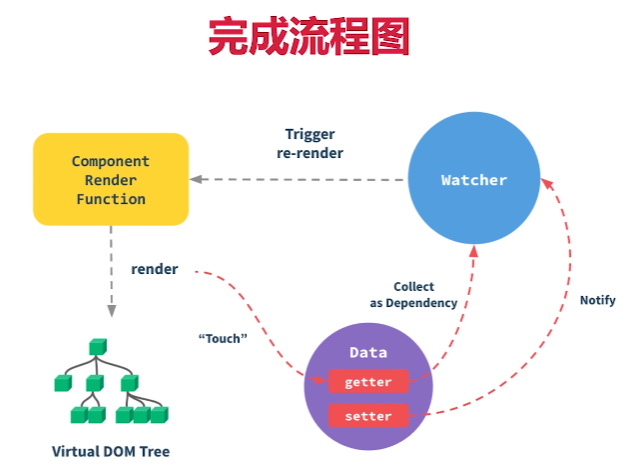 完成流程图
Trigger
re-render
Component
Render
Function
Watcher
render
Collect
as Dependency
Notify
“Touch”
Data
getter
setter
Virtual DOM Tree